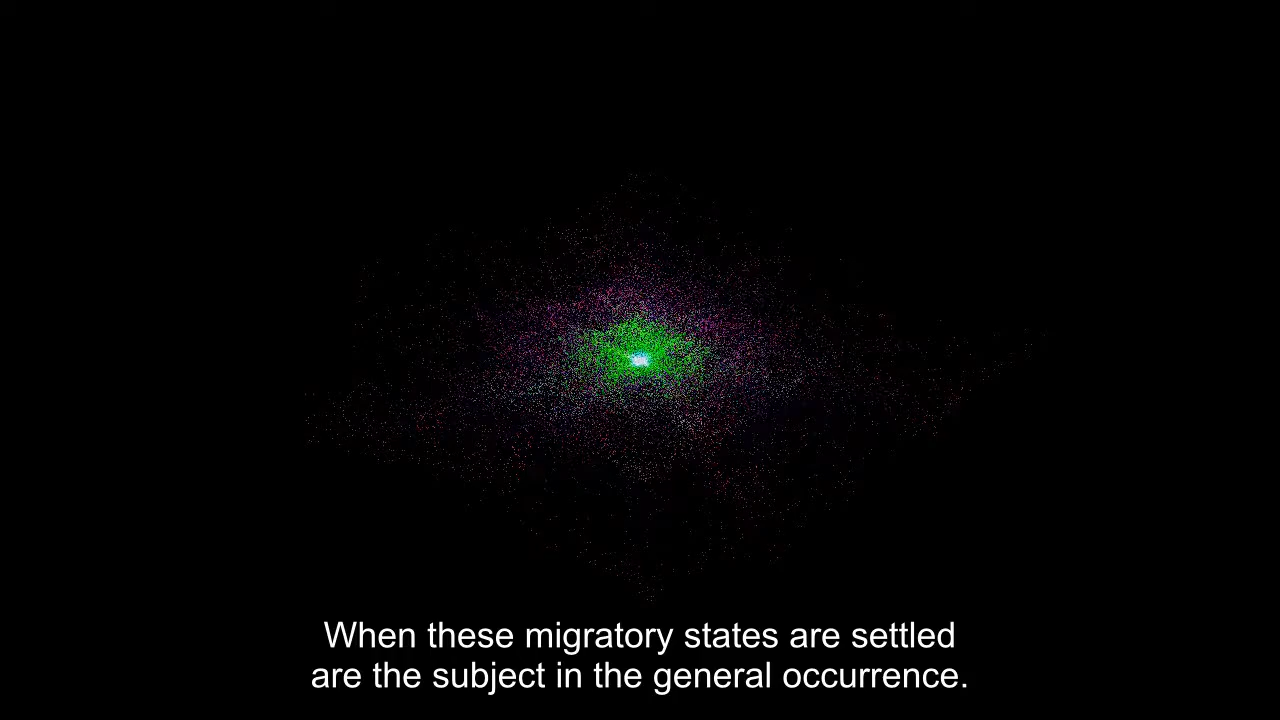 When these migratory states are settled
are the subject in the general occurrence.